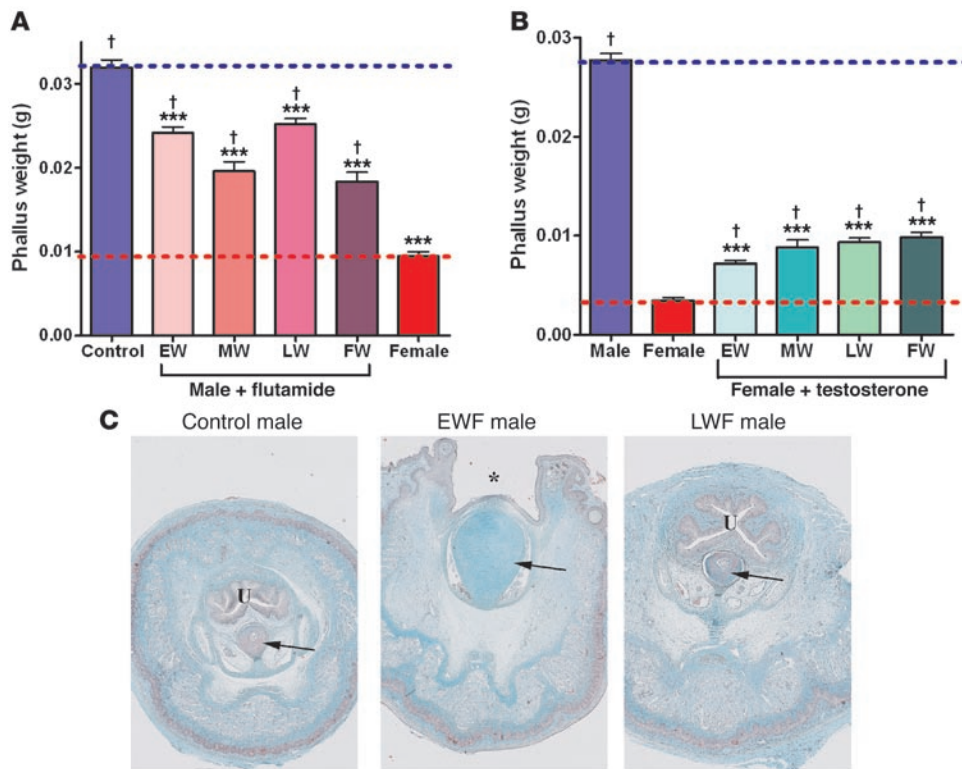 A
Phallus weight (g)
0.03
0.02
0.01
0.00
†
†
***
†
***
†
***
†
***
***
Control EW MW LW FW Female
Male + flutamide
B
Phallus weight (g)
0.03
0.02
0.01
0.00
†
†
***
†
***
†
***
†
***
Male Female EW MW LW FW
Female + testosterone
C
Control male EWF male LWF male
U
*
U